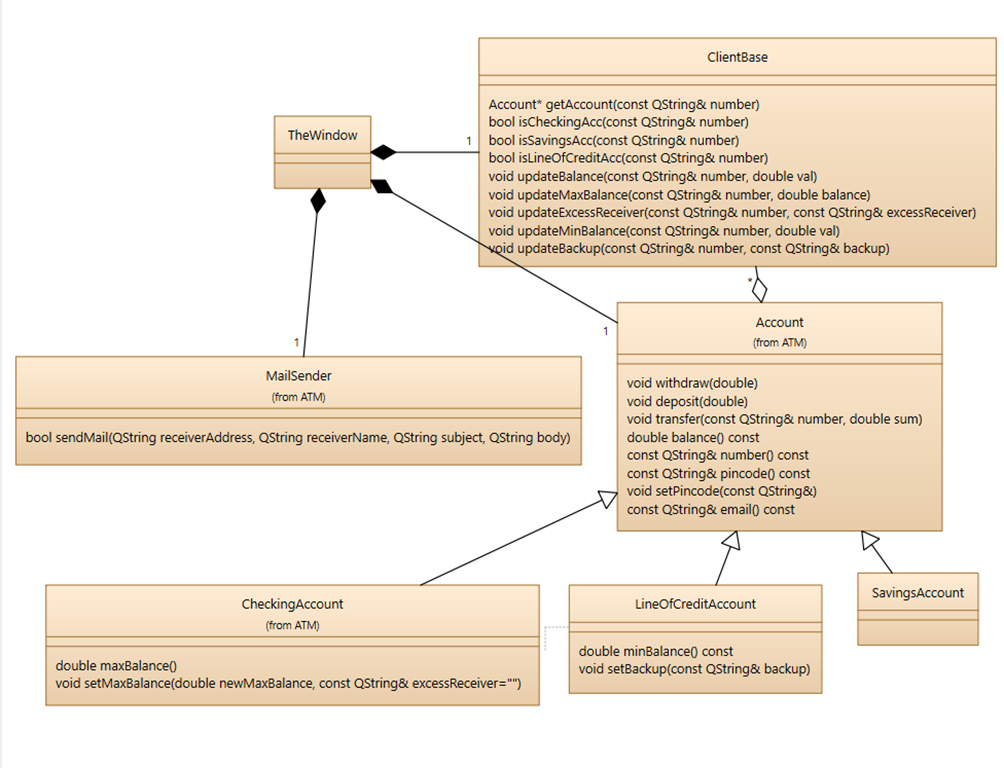 ClientBase
Account* getAccount(const QString& number)
bool isCheckingAcc(const QString& number)
bool isSavingsAcc(const QString& number)
bool isLineOfCreditAcc(const QString& number)
void updateBalance(const QString& number, double val)
void updateMaxBalance(const QString& number, double balance)
void updateExcessReceiver(const QString& number, const QString& excessReceiver)
void updateMinBalance(const QString& number, double val)
void updateBackup(const QString& number, const QString& backup)
TheWindow
1
*
1
1
Account
(from ATM)
void withdraw(double)
void deposit(double)
void transfer(const QString& number, double sum)
double balance() const
const QString& number() const
const QString& pincode() const
void setPincode(const QString&)
const QString& email() const
MailSender
(from ATM)
bool sendMail(QString receiverAddress, QString receiverName, QString subject, QString body)
CheckingAccount
(from ATM)
double maxBalance()
void setMaxBalance(double newMaxBalance, const QString& excessReceiver="")
LineOfCreditAccount
double minBalance() const
void setBackup(const QString& backup)
SavingsAccount